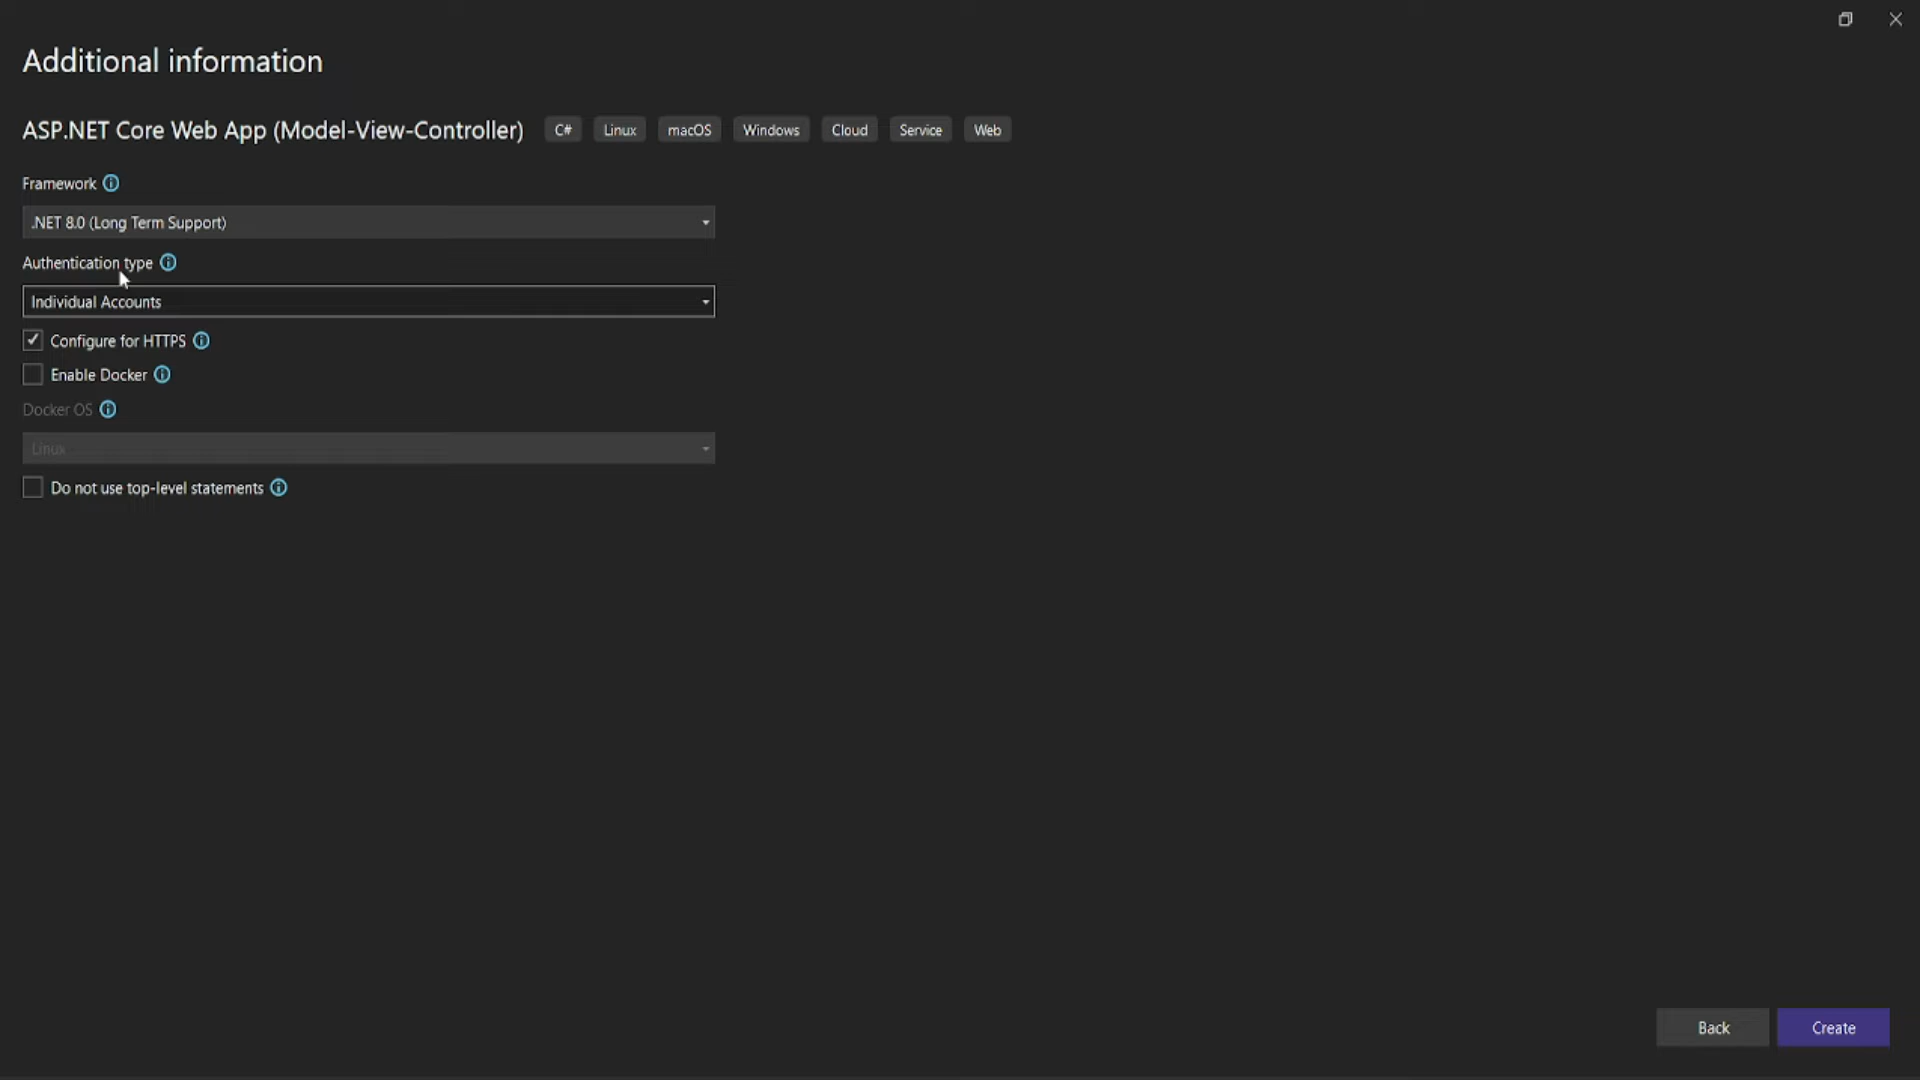 Additional information
ASP.NET Core Web App (Model-View-Controller) C# Linux macOS Windows Cloud Service Web
Framework
.NET 8.0 (Long Term Support)
Authentication type
Individual Accounts
Configure for HTTPS
Enable Docker
Docker OS
Linux
Do not use top-level statements
Back Create